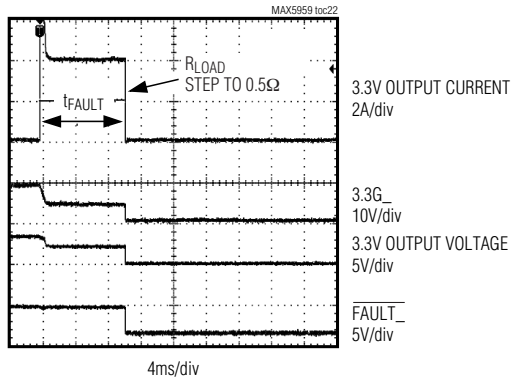 MAX5959 toc22
RLOAD
STEP TO 0.5Ω
tFAULT
3.3V OUTPUT CURRENT
2A/div
3.3G_
10V/div
3.3V OUTPUT VOLTAGE
5V/div
FAULT_
5V/div
4ms/div